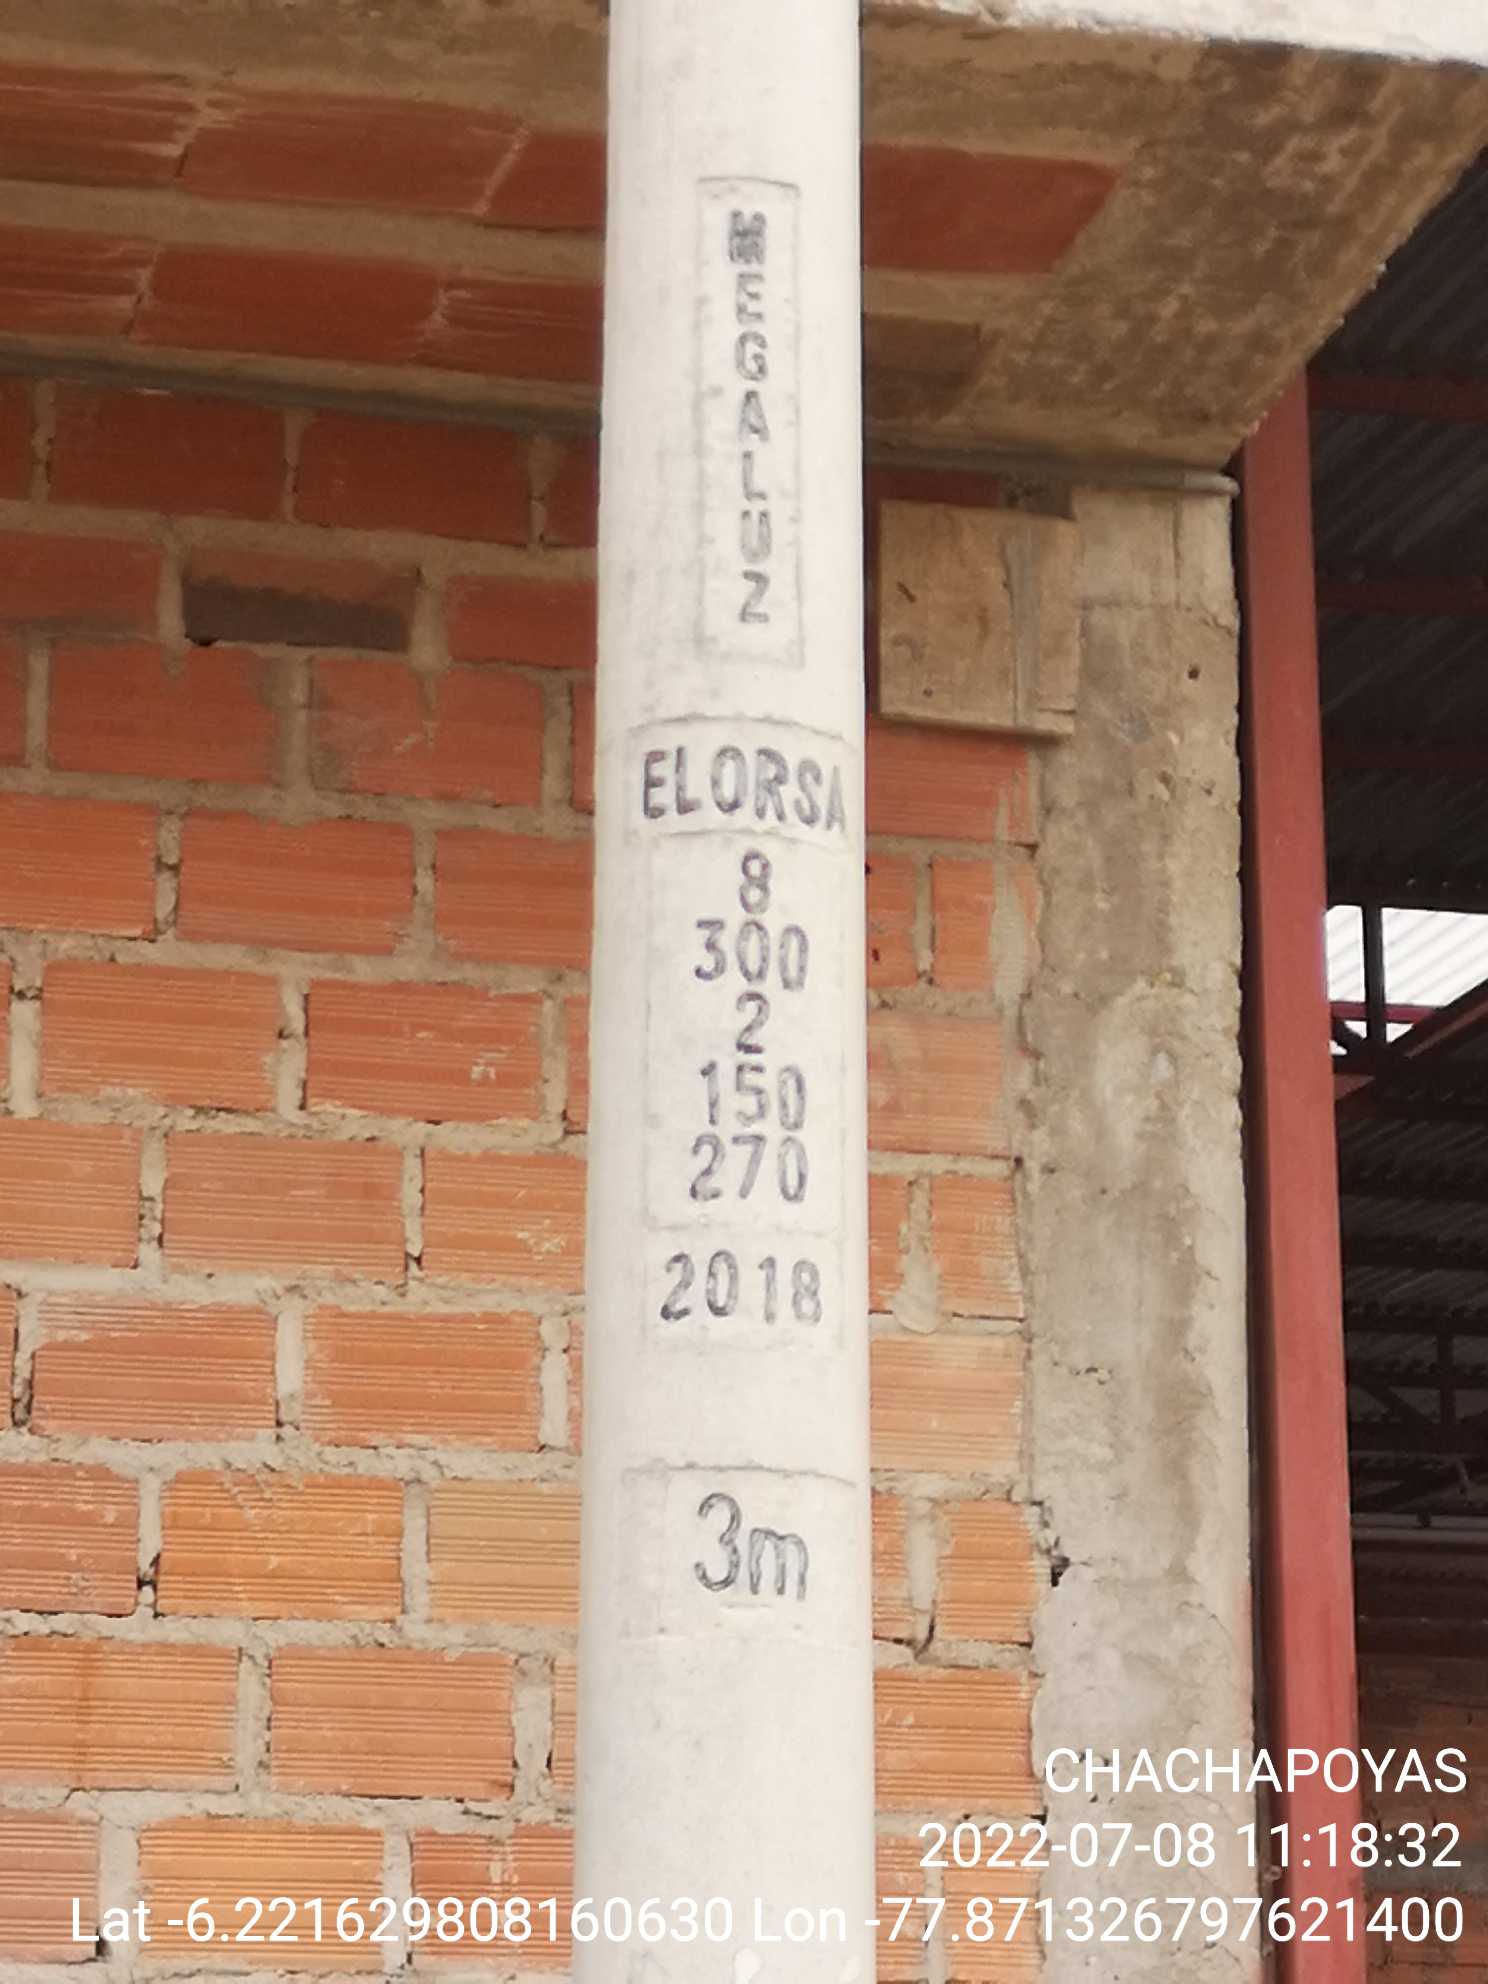 MEGALUZ
ELORSA
8
300
2
150
270
2018
3m
CHACHAPOYAS
2022-07-08 11:18:32
Lat -6.221629808160630 Lon -77.871326797621400